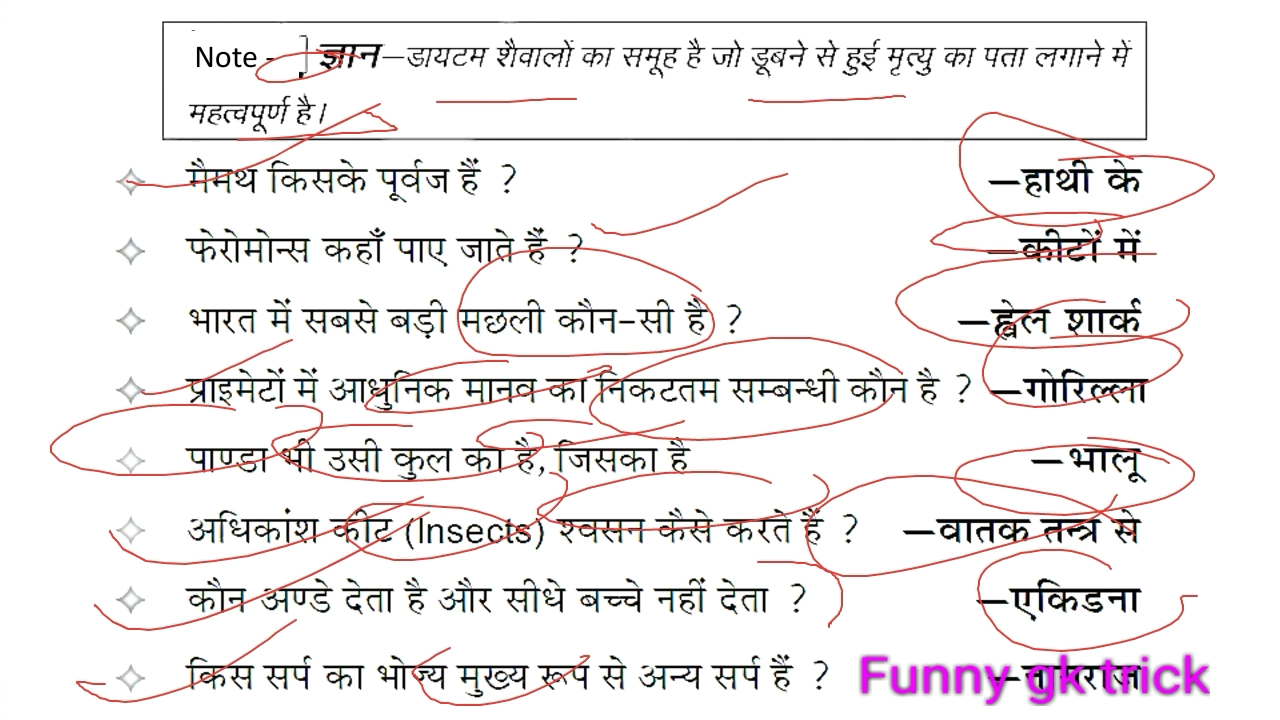 Note - ज्ञान–डायटम शैवालों का समूह है जो डूबने से हुई मृत्यु का पता लगाने में
महत्वपूर्ण है।
मैमथ किसके पूर्वज हैं ? –हाथी के
फेरोमोन्स कहाँ पाए जाते हैं ? –कीटों में
भारत में सबसे बड़ी मछली कौन-सी है ? –ह्वेल शार्क
प्राइमेटों में आधुनिक मानव का निकटतम सम्बन्धी कौन है ? –गोरिल्ला
पाण्डा भी उसी कुल का है, जिसका है –भालू
अधिकांश कीट (Insects) श्वसन कैसे करते हैं ? –वातक तन्त्र से
कौन अण्डे देता है और सीधे बच्चे नहीं देता ? –एकिडना
किस सर्प का भोज्य मुख्य रूप से अन्य सर्प हैं ? –नागराज
Funny gk trick